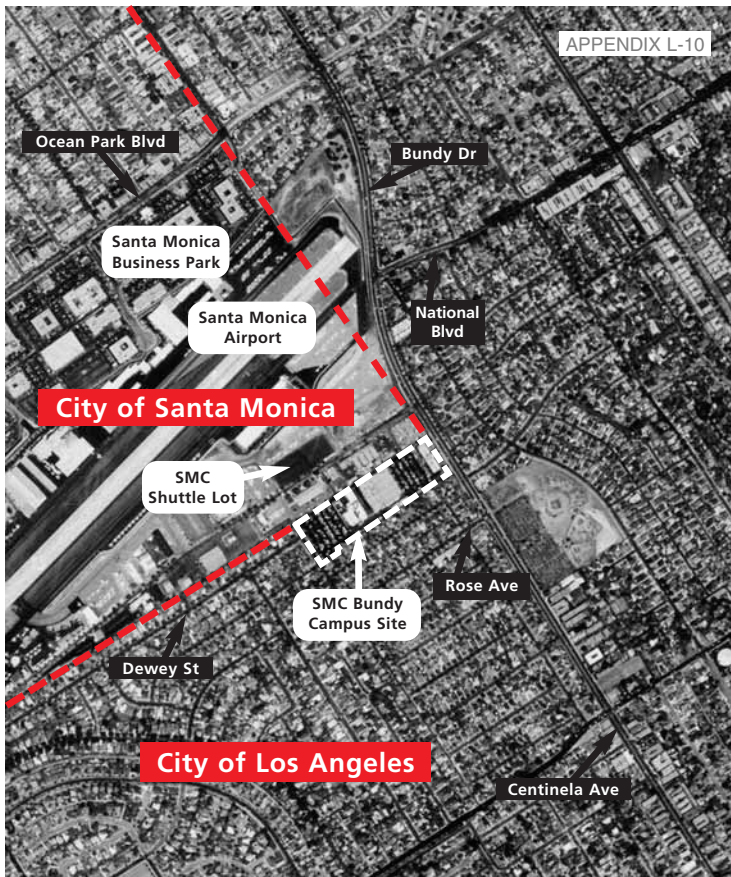 APPENDIX L-10
Ocean Park Blvd
Bundy Dr
Santa Monica
Business Park
National
Blvd
Santa Monica
Airport
City of Santa Monica
SMC
Shuttle Lot
Rose Ave
SMC Bundy
Campus Site
Dewey St
City of Los Angeles
Centinela Ave